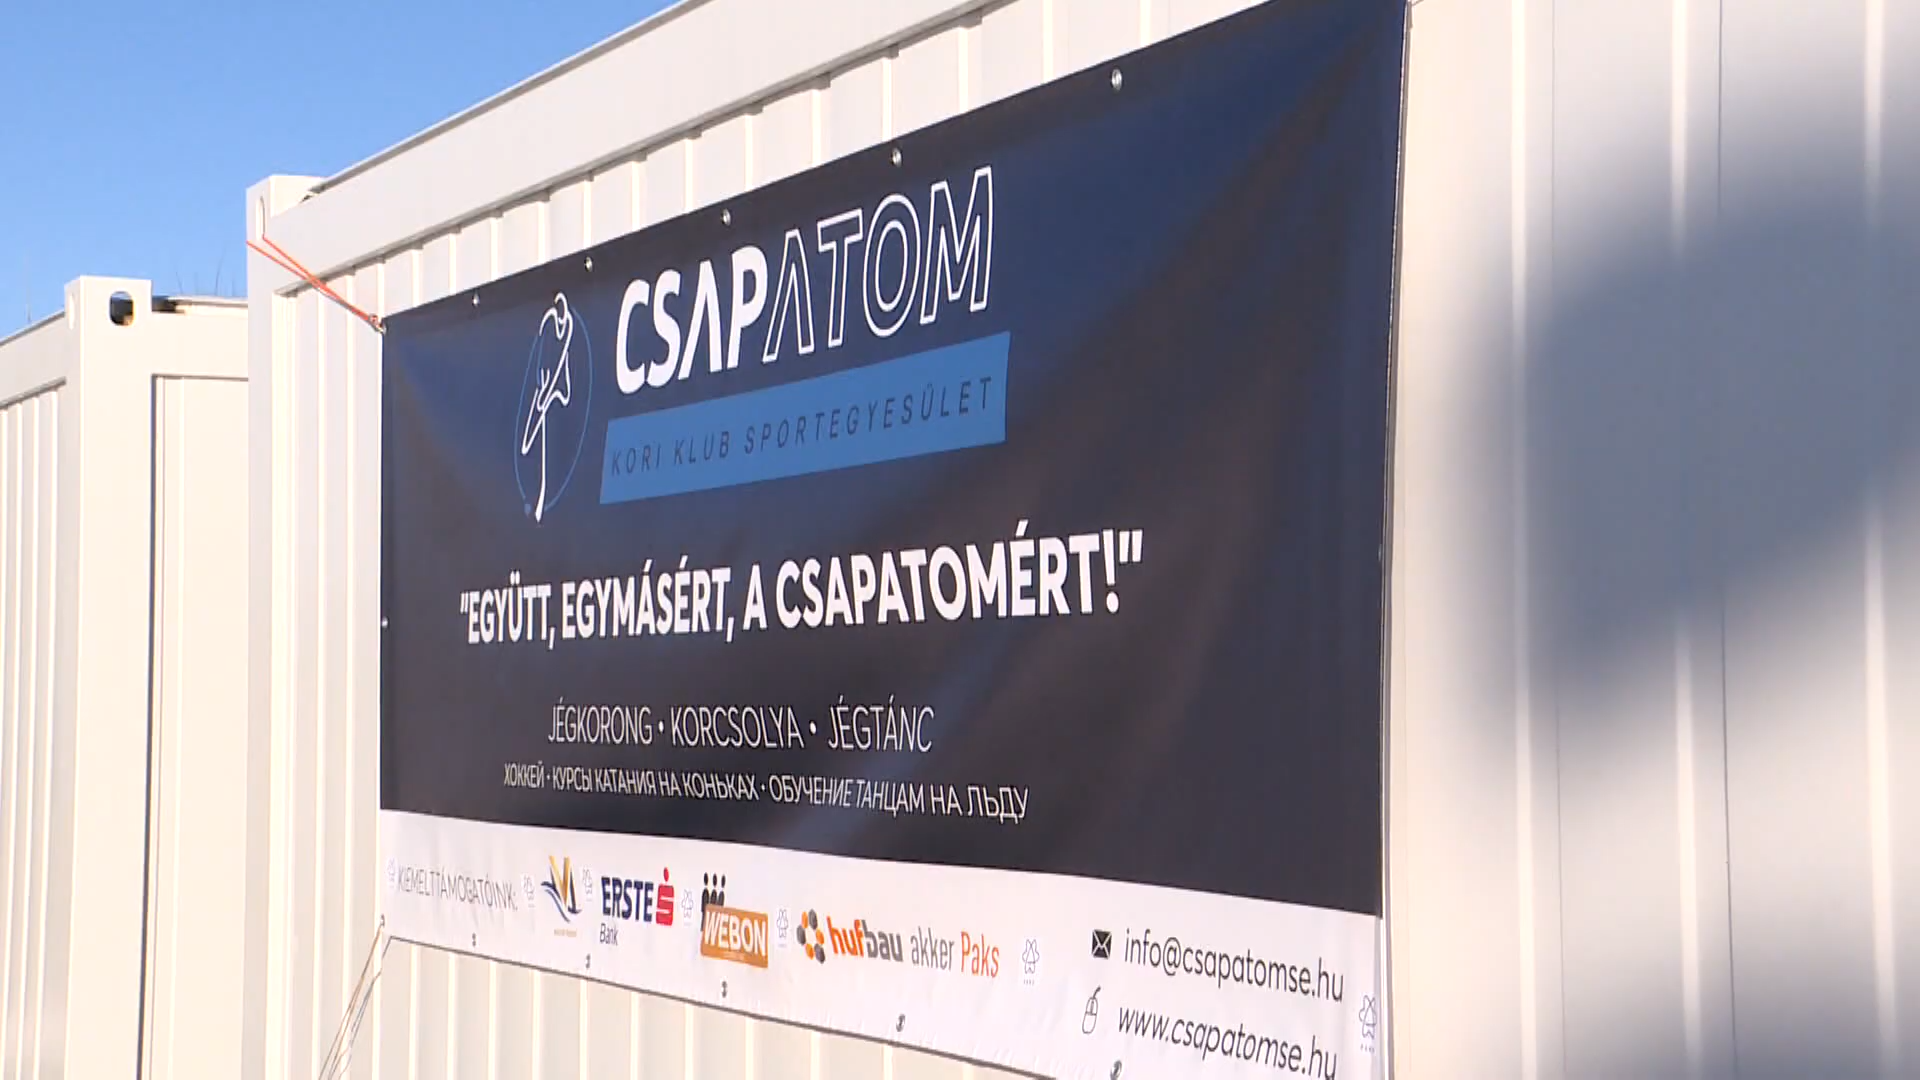 CSAPATOM
KORI KLUB SPORTEGYESÜLET
"EGYÜTT, EGYMÁSÉRT, A CSAPATOMÉRT!"
JÉGKORONG • KORCSOLYA • JÉGTÁNC
ХОККЕЙ • КУРСЫ КАТАНИЯ НА КОНЬКАХ • ОБУЧЕНИЕ ТАНЦАМ НА ЛЬДУ
KIEMELT TÁMOGATÓINK:
ERSTE
Bank
WEBON
hufbau akker Paks
info@csapatomse.hu
www.csapatomse.hu